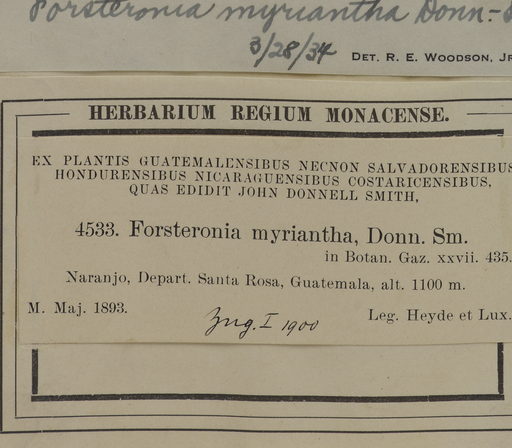 Forsteronia myriantha Donn.-
3/28/34 DET. R. E. WOODSON, JR
HERBARIUM REGIUM MONACENSE.
EX PLANTIS GUATEMALENSIBUS NECNON SALVADORENSIBUS
HONDURENSIBUS NICARAGUENSIBUS COSTARICENSIBUS,
QUAS EDIDIT JOHN DONNELL SMITH,
4533. Forsteronia myriantha, Donn. Sm.
in Botan. Gaz. xxvii. 435.
Naranjo, Depart. Santa Rosa, Guatemala, alt. 1100 m.
M. Maj. 1893. Leg. Heyde et Lux.
Zug. I 1900